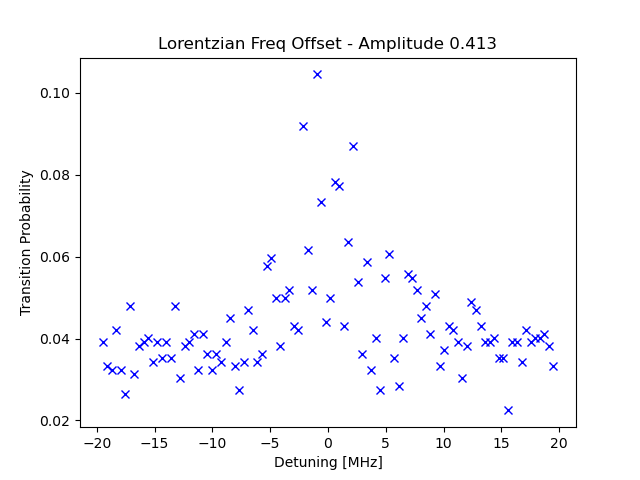 Lorentzian Freq Offset - Amplitude 0.413
Transition Probability
0.10
0.08
0.06
0.04
0.02
−20 −15 −10 −5 0 5 10 15 20
Detuning [MHz]